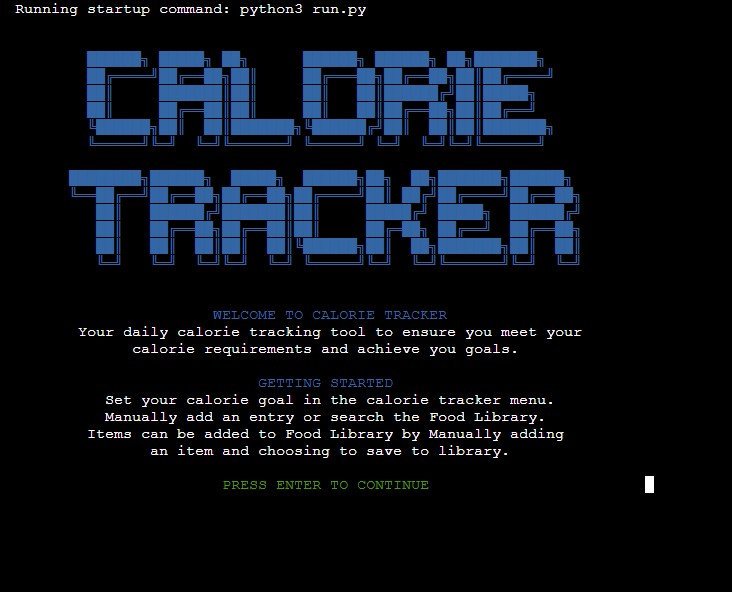 Running startup command: python3 run.py
CALORIE
TRACKER
WELCOME TO CALORIE TRACKER
Your daily calorie tracking tool to ensure you meet your
calorie requirements and achieve you goals.
GETTING STARTED
Set your calorie goal in the calorie tracker menu.
Manually add an entry or search the Food Library.
Items can be added to Food Library by Manually adding
an item and choosing to save to library.
PRESS ENTER TO CONTINUE